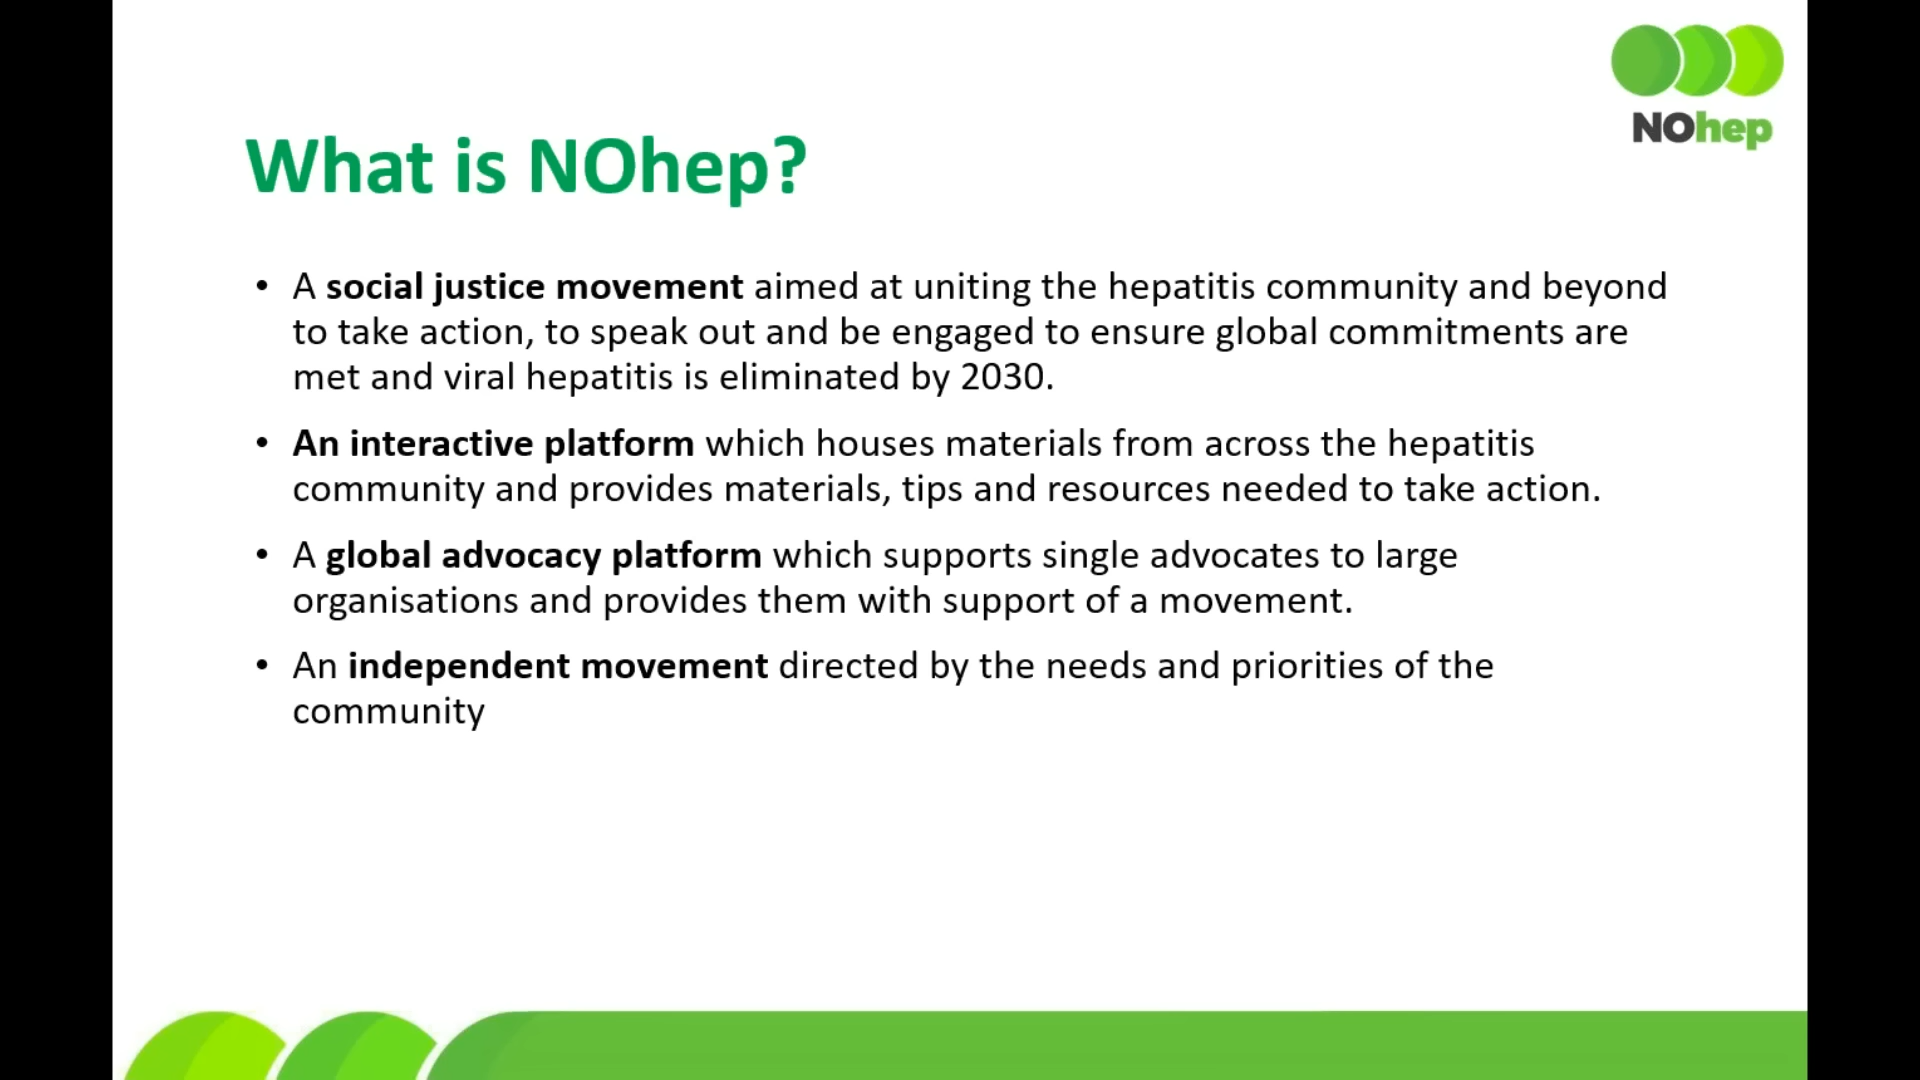 NOhep
What is NOhep?
• A social justice movement aimed at uniting the hepatitis community and beyond
to take action, to speak out and be engaged to ensure global commitments are
met and viral hepatitis is eliminated by 2030.
• An interactive platform which houses materials from across the hepatitis
community and provides materials, tips and resources needed to take action.
• A global advocacy platform which supports single advocates to large
organisations and provides them with support of a movement.
• An independent movement directed by the needs and priorities of the
community